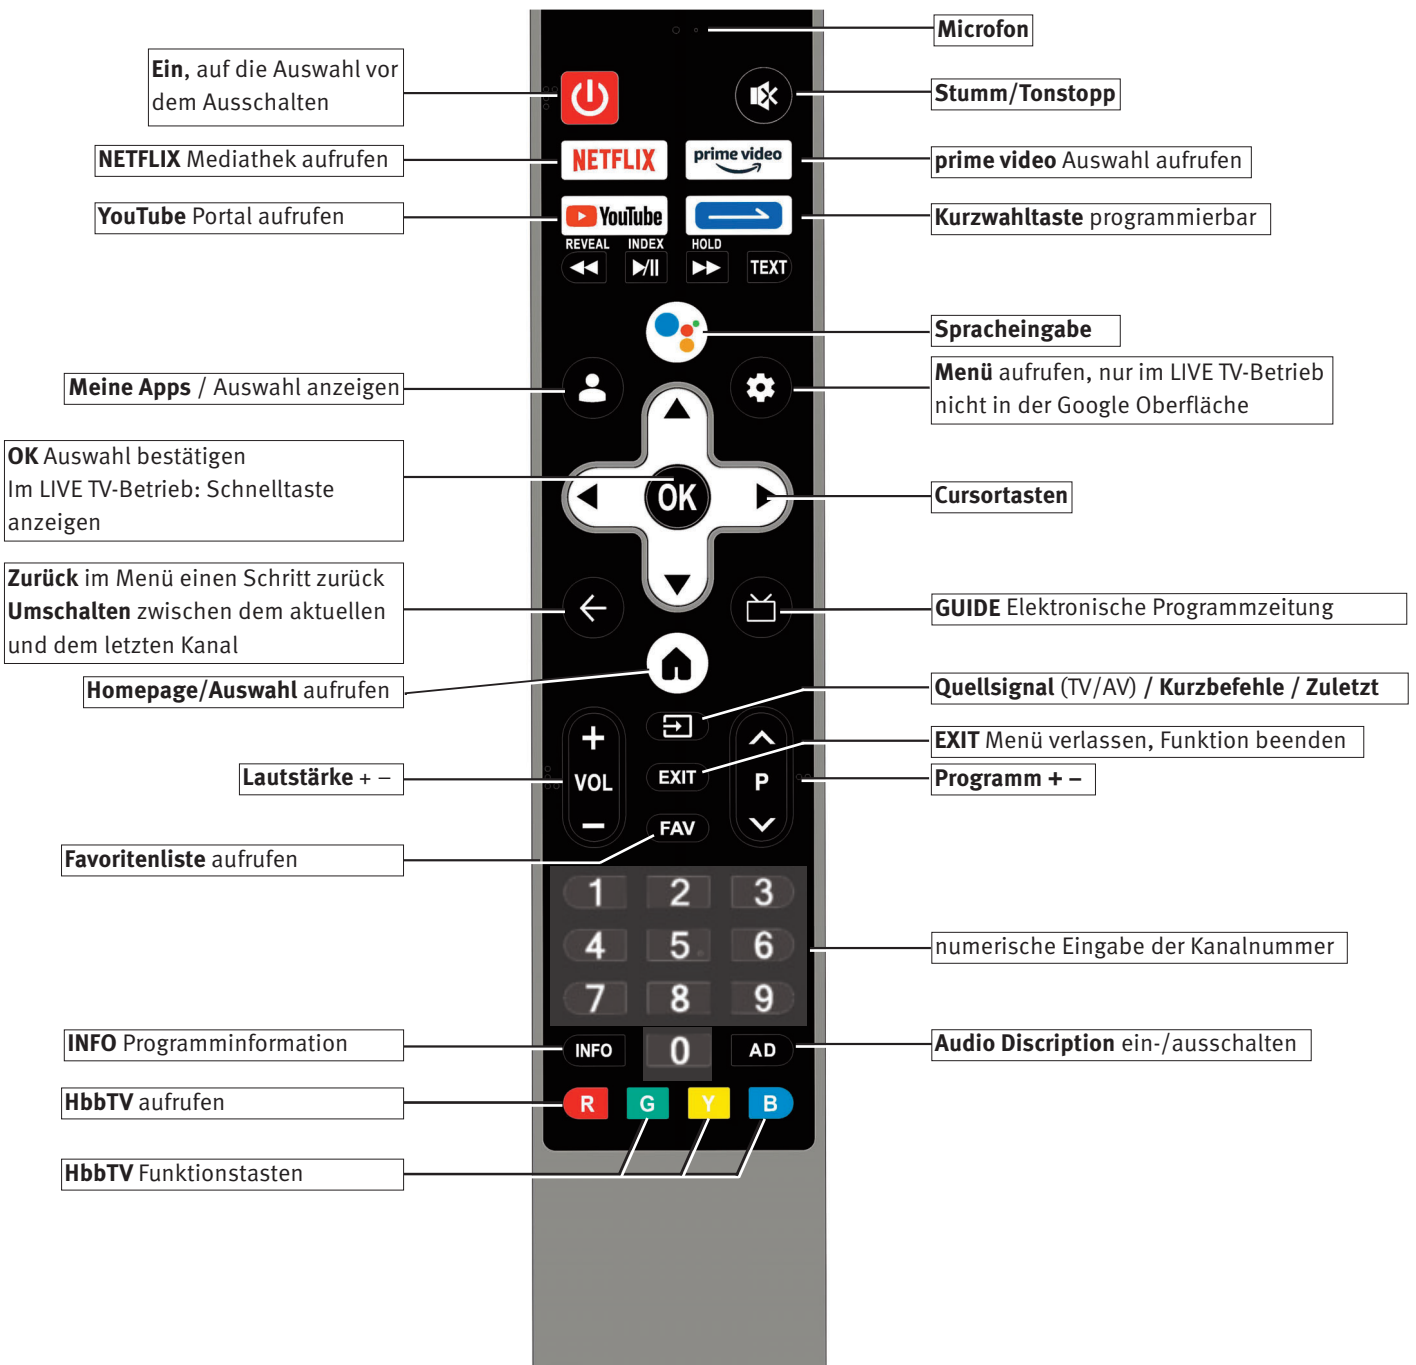 Microfon
Ein, auf die Auswahl vor
dem Ausschalten
Stumm/Tonstopp
NETFLIX Mediathek aufrufen
NETFLIX
prime video
prime video Auswahl aufrufen
YouTube Portal aufrufen
YouTube
Kurzwahltaste programmierbar
REVEAL INDEX HOLD
TEXT
Spracheingabe
Meine Apps / Auswahl anzeigen
Menü aufrufen, nur im LIVE TV-Betrieb
nicht in der Google Oberfläche
OK Auswahl bestätigen
Im LIVE TV-Betrieb: Schnelltaste
anzeigen
OK
Cursortasten
Zurück im Menü einen Schritt zurück
Umschalten zwischen dem aktuellen
und dem letzten Kanal
GUIDE Elektronische Programmzeitung
Homepage/Auswahl aufrufen
Quellsignal (TV/AV) / Kurzbefehle / Zuletzt
EXIT Menü verlassen, Funktion beenden
Lautstärke + –
+
VOL
–
EXIT
P
Programm + –
FAV
Favoritenliste aufrufen
1 2 3
4 5 6
numerische Eingabe der Kanalnummer
7 8 9
INFO Programminformation
INFO 0 AD
Audio Discription ein-/ausschalten
HbbTV aufrufen
R G Y B
HbbTV Funktionstasten